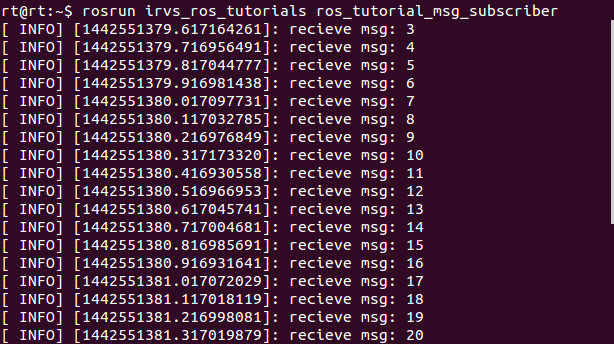 rt@rt:~$ rosrun irvs_ros_tutorials ros_tutorial_msg_subscriber
[ INFO] [1442551379.617164261]: recieve msg: 3
[ INFO] [1442551379.716956491]: recieve msg: 4
[ INFO] [1442551379.817044777]: recieve msg: 5
[ INFO] [1442551379.916981438]: recieve msg: 6
[ INFO] [1442551380.017097731]: recieve msg: 7
[ INFO] [1442551380.117032785]: recieve msg: 8
[ INFO] [1442551380.216976849]: recieve msg: 9
[ INFO] [1442551380.317173320]: recieve msg: 10
[ INFO] [1442551380.416930558]: recieve msg: 11
[ INFO] [1442551380.516966953]: recieve msg: 12
[ INFO] [1442551380.617045741]: recieve msg: 13
[ INFO] [1442551380.717004681]: recieve msg: 14
[ INFO] [1442551380.816985691]: recieve msg: 15
[ INFO] [1442551380.916931641]: recieve msg: 16
[ INFO] [1442551381.017072029]: recieve msg: 17
[ INFO] [1442551381.117018119]: recieve msg: 18
[ INFO] [1442551381.216998081]: recieve msg: 19
[ INFO] [1442551381.317019879]: recieve msg: 20